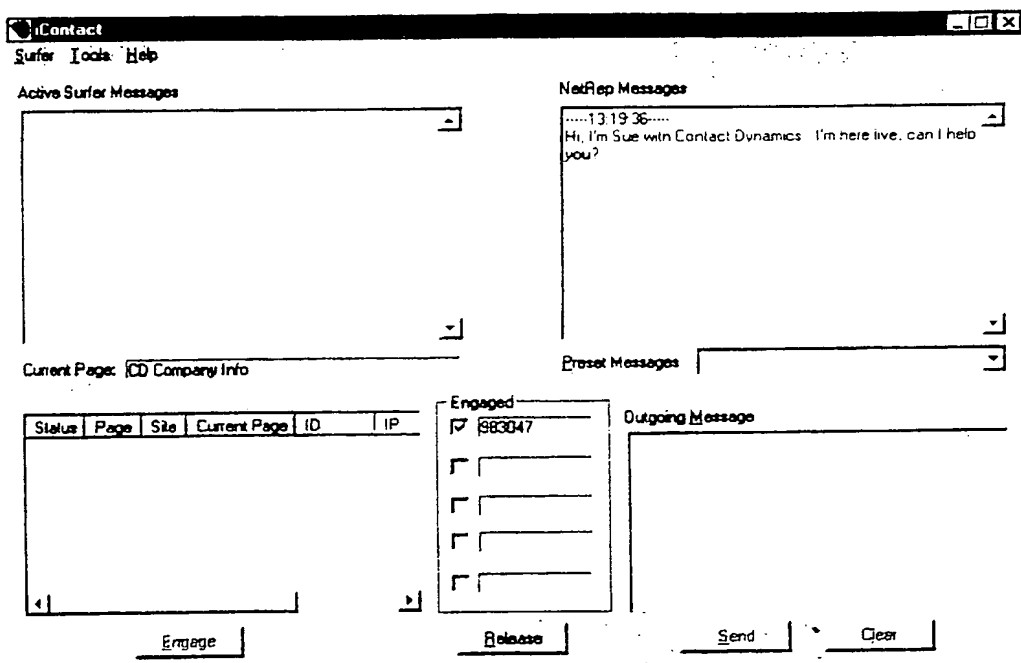 iContact
Surfer Tools Help
Active Surfer Messages
NetRep Messages
-----13:19:36-----
Hi, I'm Sue with Contact Dynamics. I'm here live, can I help
you?
Current Page: CD Company Info
Preset Messages
Status Page Site Current Page ID IP
Engaged
983047
Outgoing Message
Engage
Release
Send
Clear